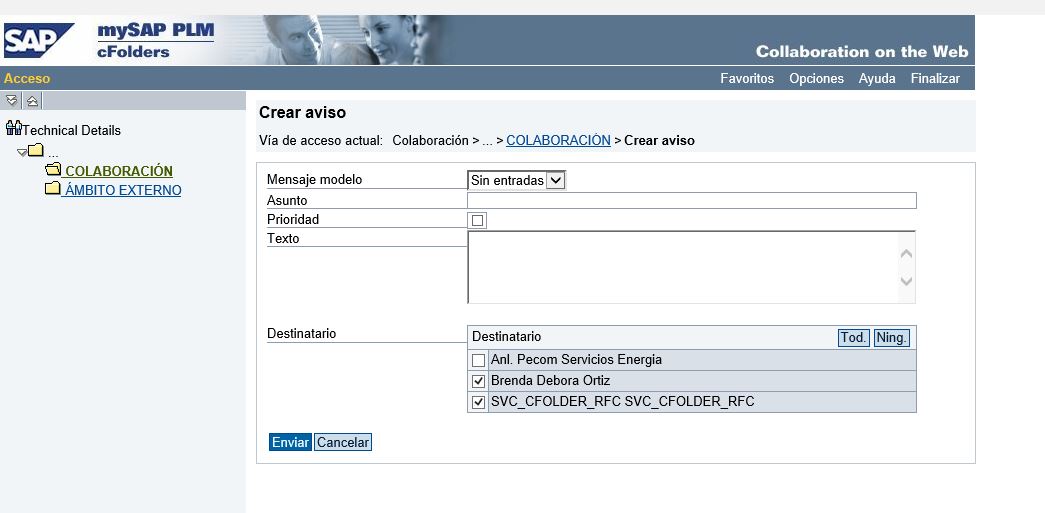 SAP
mySAP PLM
cFolders
Collaboration on the Web
Acceso
Favoritos Opciones Ayuda Finalizar
Technical Details
...
COLABORACIÓN
ÁMBITO EXTERNO
Crear aviso
Vía de acceso actual: Colaboración > ... > COLABORACIÓN > Crear aviso
Mensaje modelo Sin entradas
Asunto
Prioridad
Texto
Destinatario
Destinatario Tod. Ning.
Anl. Pecom Servicios Energia
Brenda Debora Ortiz
SVC_CFOLDER_RFC SVC_CFOLDER_RFC
Enviar Cancelar